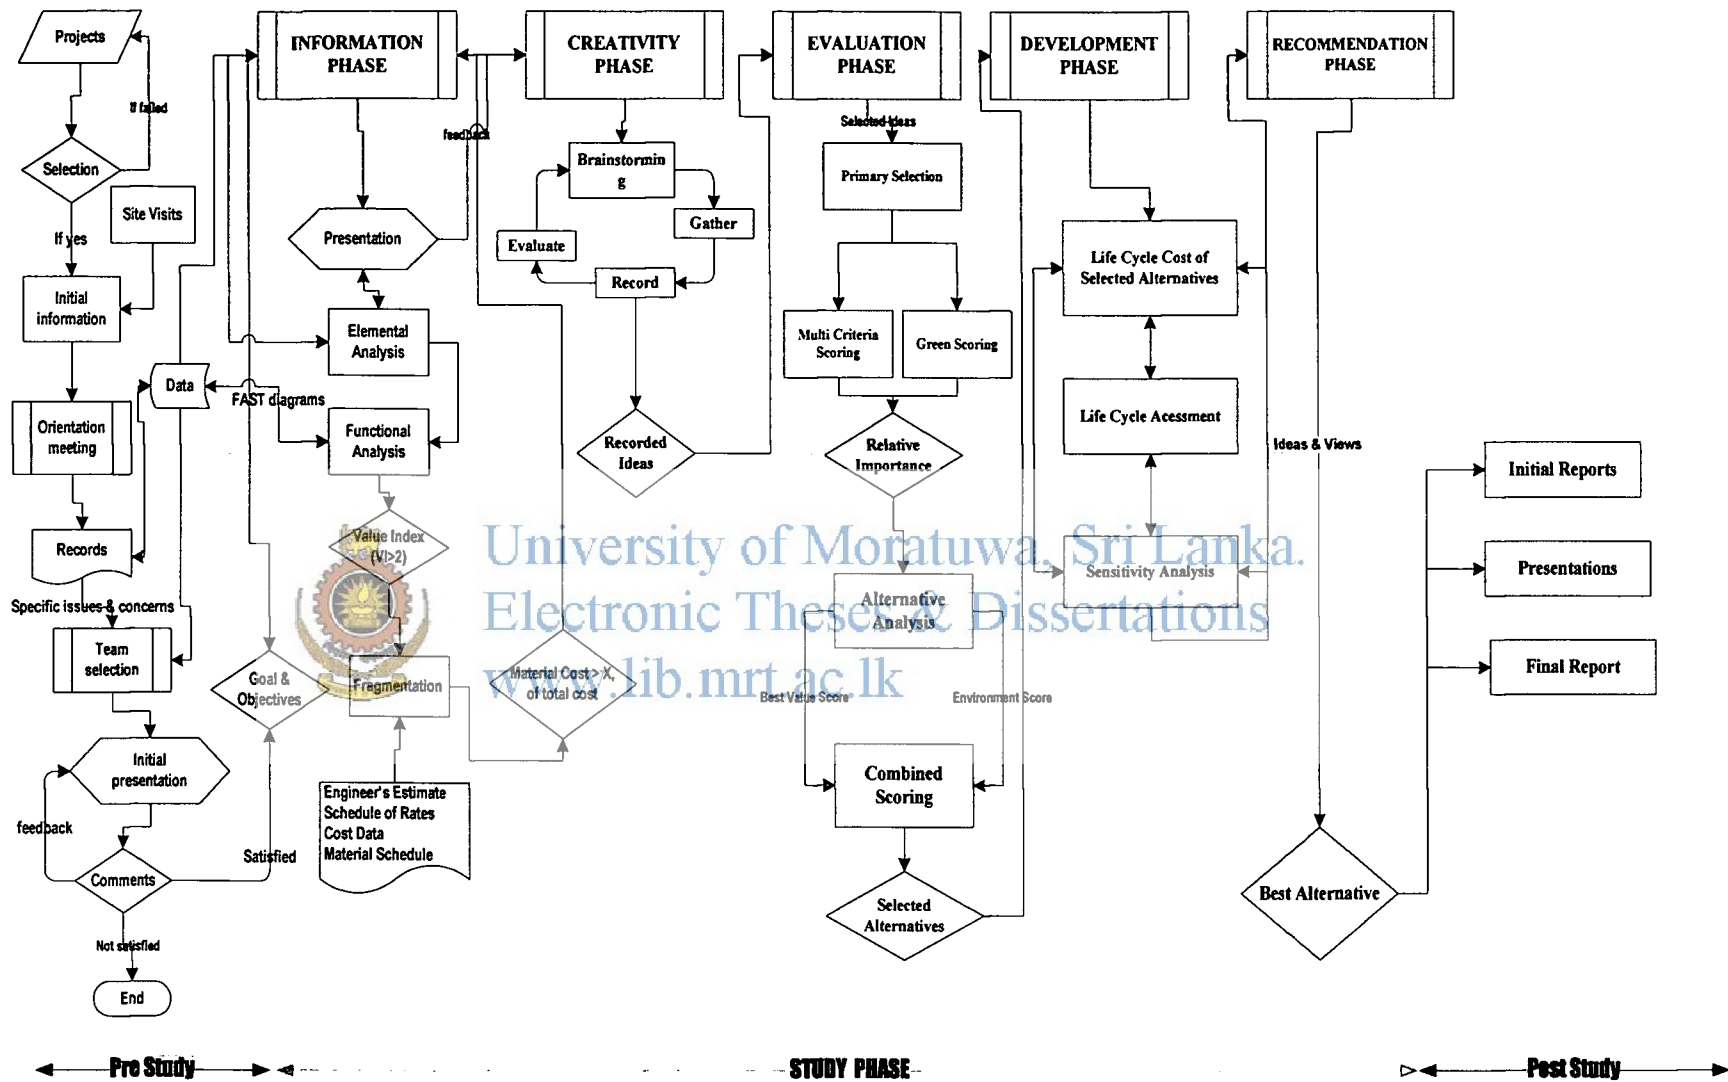 Projects
If failed
Selection
Site Visits
If yes
Initial
information
Orientation
meeting
Records
Specific issues & concerns
Team
selection
Initial
presentation
feedback
Comments
Satisfied
Not satisfied
End
Data
INFORMATION
PHASE
Presentation
feedback
Elemental
Analysis
FAST diagrams
Functional
Analysis
Value Index
(VI>2)
Goal &
Objectives
Fragmentation
Material Cost > X,
of total cost
Engineer's Estimate
Schedule of Rates
Cost Data
Material Schedule
CREATIVITY
PHASE
Brainstormin
g
Gather
Evaluate
Record
Recorded
Ideas
EVALUATION
PHASE
Selected Ideas
Primary Selection
Multi Criteria
Scoring
Green Scoring
Relative
Importance
Alternative
Analysis
Best Value Score
Environment Score
Combined
Scoring
Selected
Alternatives
DEVELOPMENT
PHASE
Life Cycle Cost of
Selected Alternatives
Life Cycle Acessment
Sensitivity Analysis
RECOMMENDATION
PHASE
Ideas & Views
Best Alternative
Initial Reports
Presentations
Final Report
University of Moratuwa, Sri Lanka.
Electronic Theses & Dissertations
www.lib.mrt.ac.lk
Pre Study
STUDY PHASE
Post Study